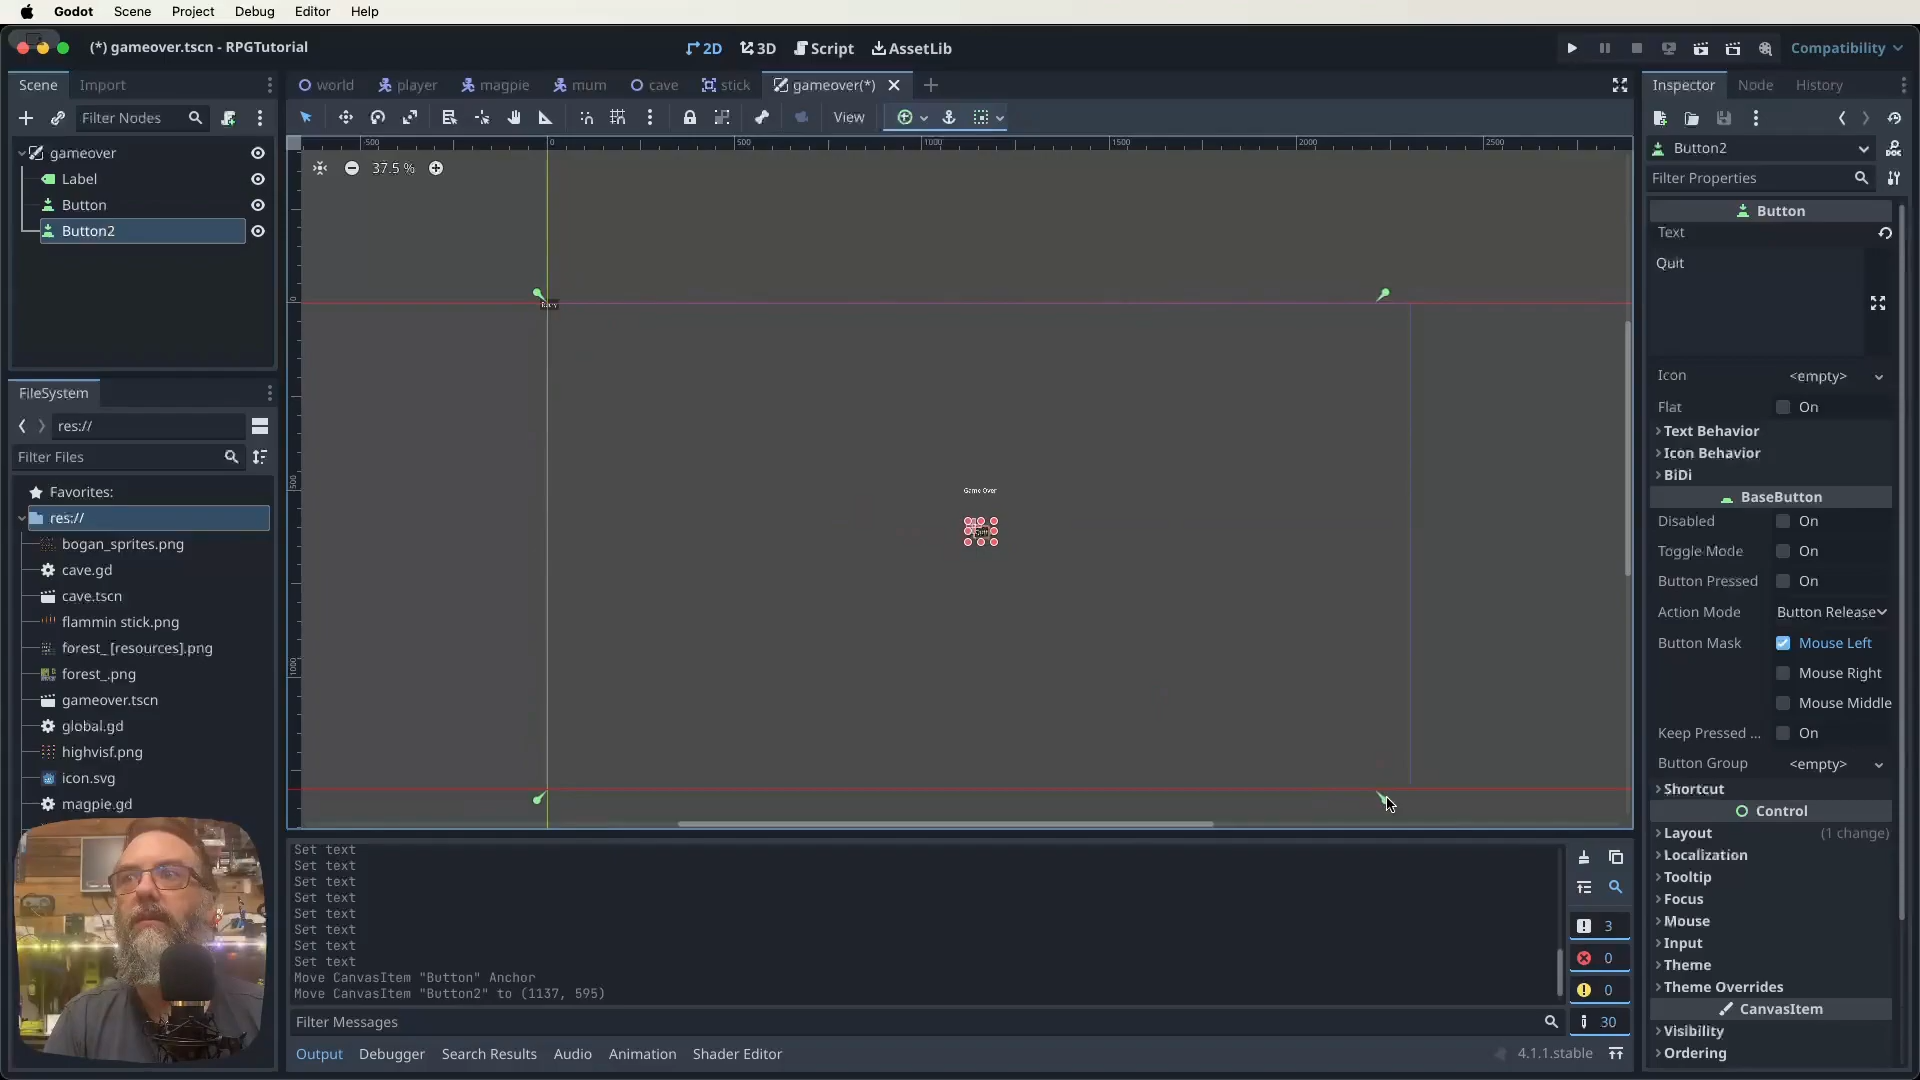 Godot Scene Project Debug Editor Help
(*) gameover.tscn - RPGTutorial
2D 3D Script AssetLib
Compatibility
Scene Import
world player magpie mum cave stick gameover(*)
Inspector Node History
Filter Nodes
View
gameover
Label
Button
Button2
-500 0 500 1000 1500 2000 2500
37.5 %
0
500
1000
Retry
Game Over
FileSystem
res://
Filter Files
Favorites:
res://
bogan_sprites.png
cave.gd
cave.tscn
flammin stick.png
forest_[resources].png
forest_.png
gameover.tscn
global.gd
highvisf.png
icon.svg
magpie.gd
Set text
Set text
Set text
Set text
Set text
Set text
Set text
Set text
Move CanvasItem "Button" Anchor
Move CanvasItem "Button2" to (1137, 595)
3
0
0
30
Filter Messages
Output Debugger Search Results Audio Animation Shader Editor
4.1.1.stable
Button2
Filter Properties
Button
Text
Quit
Icon <empty>
Flat On
Text Behavior
Icon Behavior
BiDi
BaseButton
Disabled On
Toggle Mode On
Button Pressed On
Action Mode Button Release
Button Mask Mouse Left
Mouse Right
Mouse Middle
Keep Pressed ... On
Button Group <empty>
Shortcut
Control
Layout (1 change)
Localization
Tooltip
Focus
Mouse
Input
Theme
Theme Overrides
CanvasItem
Visibility
Ordering